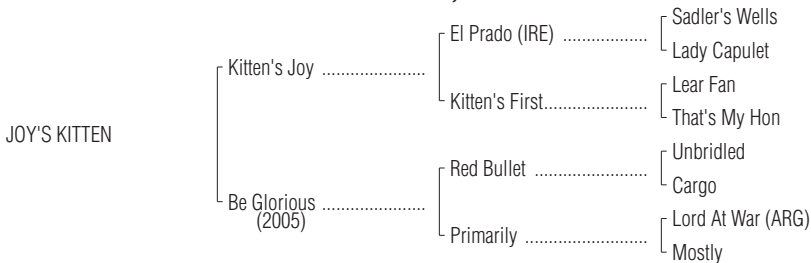 JOY'S KITTEN
Kitten's Joy ......................
Be Glorious ......................
(2005)
El Prado (IRE) ..................
Kitten's First......................
Red Bullet ........................
Primarily ..........................
Sadler's Wells
Lady Capulet
Lear Fan
That's My Hon
Unbridled
Cargo
Lord At War (ARG)
Mostly